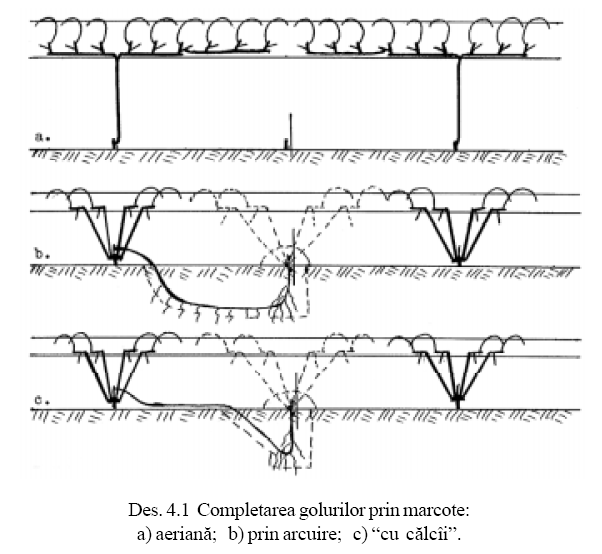 a.
b.
c.
Des. 4.1 Completarea golurilor prin marcote:
a) aeriană; b) prin arcuire; c) “cu călcîi”.